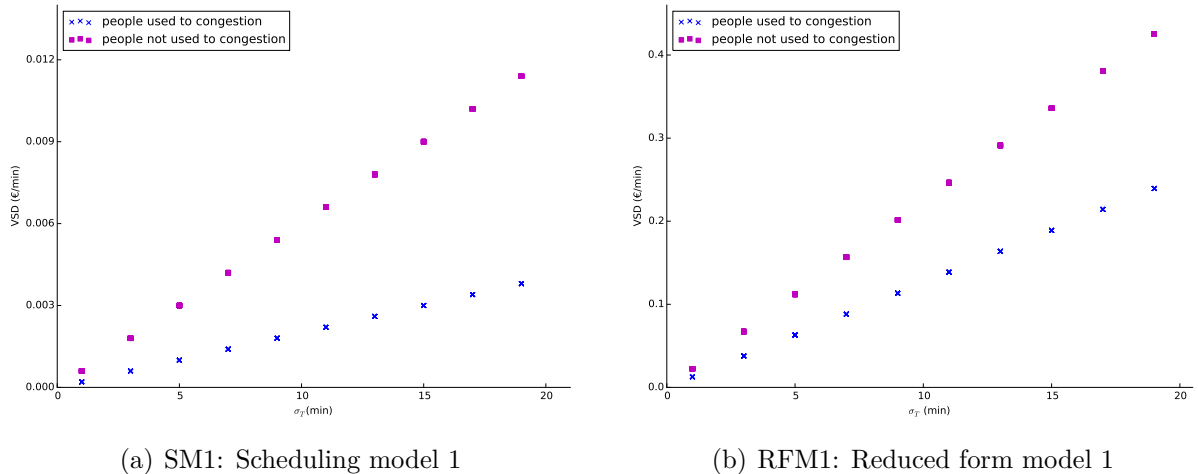 people used to congestion
people not used to congestion
0.012
0.009
0.006
0.003
0.000
VSD (€/min)
0
5
10
15
20
σT (min)
(a) SM1: Scheduling model 1
people used to congestion
people not used to congestion
0.4
0.3
0.2
0.1
0.0
VSD (€/min)
0
5
10
15
20
σT (min)
(b) RFM1: Reduced form model 1